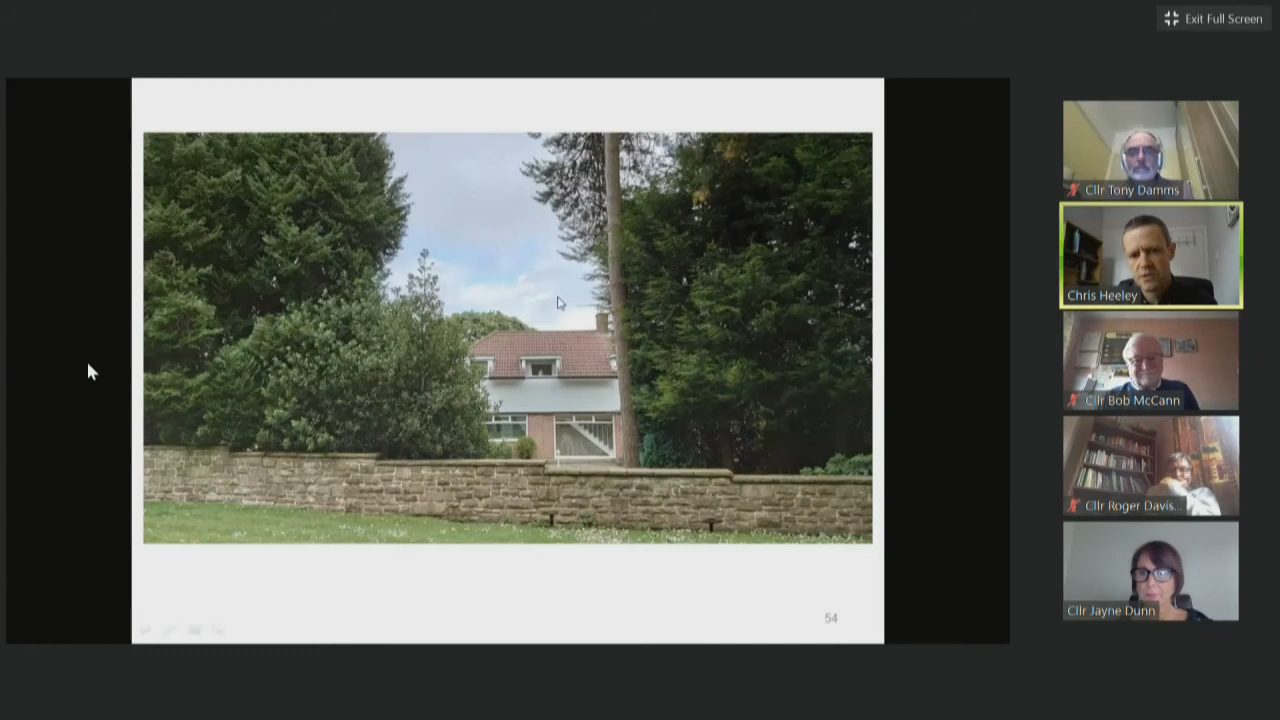 Exit Full Screen
Cllr Tony Damms
Chris Heeley
Cllr Bob McCann
Cllr Roger Davis...
Cllr Jayne Dunn
54